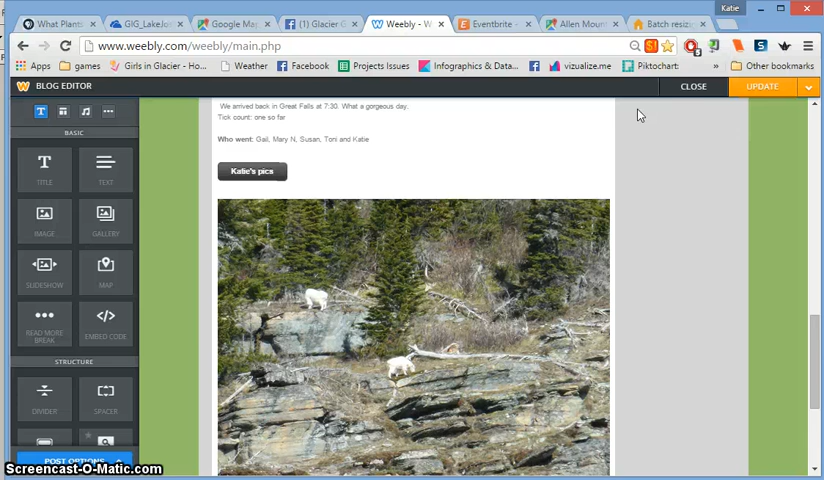 Katie
What Plants
GIG_LakeJos
Google Map
(1) Glacier G
Weebly - W
Eventbrite -
Allen Moun
Batch resize
www.weebly.com/weebly/main.php
Apps games Girls in Glacier - Ho... Weather Facebook Projects Issues Infographics & Data... vizualize.me Piktochart: Other bookmarks
BLOG EDITOR CLOSE UPDATE
BASIC
TITLE TEXT
IMAGE GALLERY
SLIDESHOW MAP
READ MORE BREAK EMBED CODE
STRUCTURE
DIVIDER SPACER
POST OPTIONS
We arrived back in Great Falls at 7:30. What a gorgeous day.
Tick count: one so far
Who went: Gail, Mary N, Susan, Toni and Katie
Katie's pics
Screencast-O-Matic.com